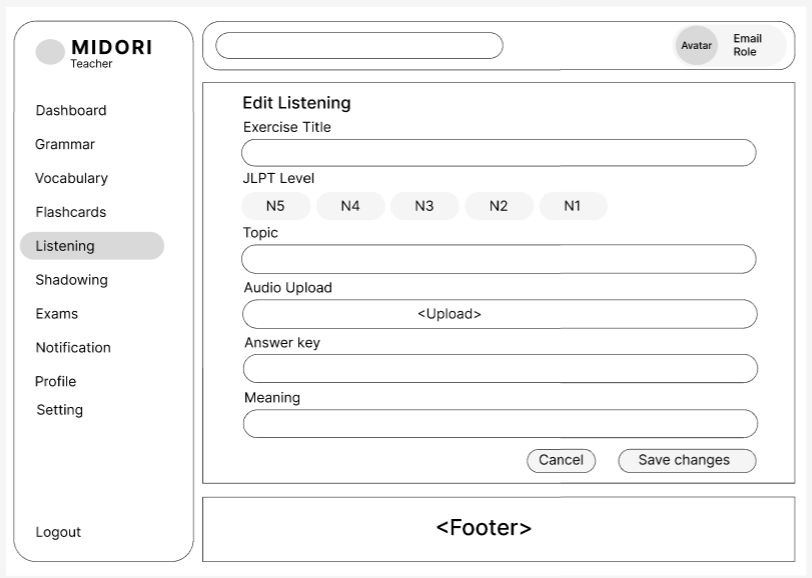 MIDORI
Teacher
Dashboard
Grammar
Vocabulary
Flashcards
Listening
Shadowing
Exams
Notification
Profile
Setting
Logout
Avatar
Email
Role
Edit Listening
Exercise Title
JLPT Level
N5 N4 N3 N2 N1
Topic
Audio Upload
<Upload>
Answer key
Meaning
Cancel Save changes
<Footer>